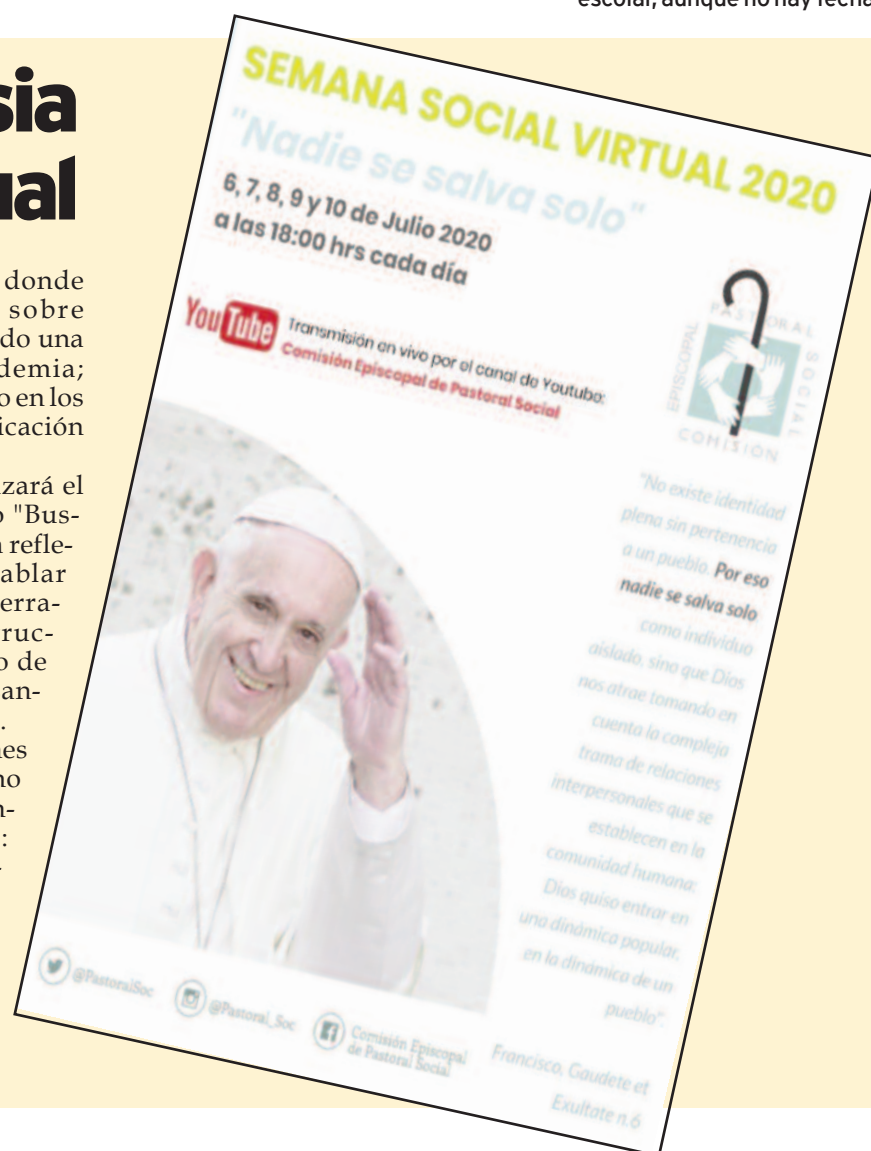 escolar, aunque no hay fecha
sia
ual
donde
sobre
do una
demia;
o en los
icación
zará el
o "Bus-
refle-
ablar
erra-
ruc-
o de
an-
.
nes
no
n-
:
SEMANA SOCIAL VIRTUAL 2020
"Nadie se salva solo"
6, 7, 8, 9 y 10 de Julio 2020
a las 18:00 hrs cada día
YouTube
Transmisión en vivo por el canal de Youtube:
Comisión Episcopal de Pastoral Social
EPISCOPAL
PASTORAL
SOCIAL
COMISIÓN
"No existe identidad
plena sin pertenencia
a un pueblo. Por eso
nadie se salva solo
como individuo
aislado, sino que Dios
nos atrae tomando en
cuenta la compleja
trama de relaciones
interpersonales que se
establecen en la
comunidad humana:
Dios quiso entrar en
una dinámica popular,
en la dinámica de un
pueblo".
Francisco, Gaudete et
Exultate n.6
@PastoralSoc
@Pastoral_Soc
Comisión Episcopal
de Pastoral Social